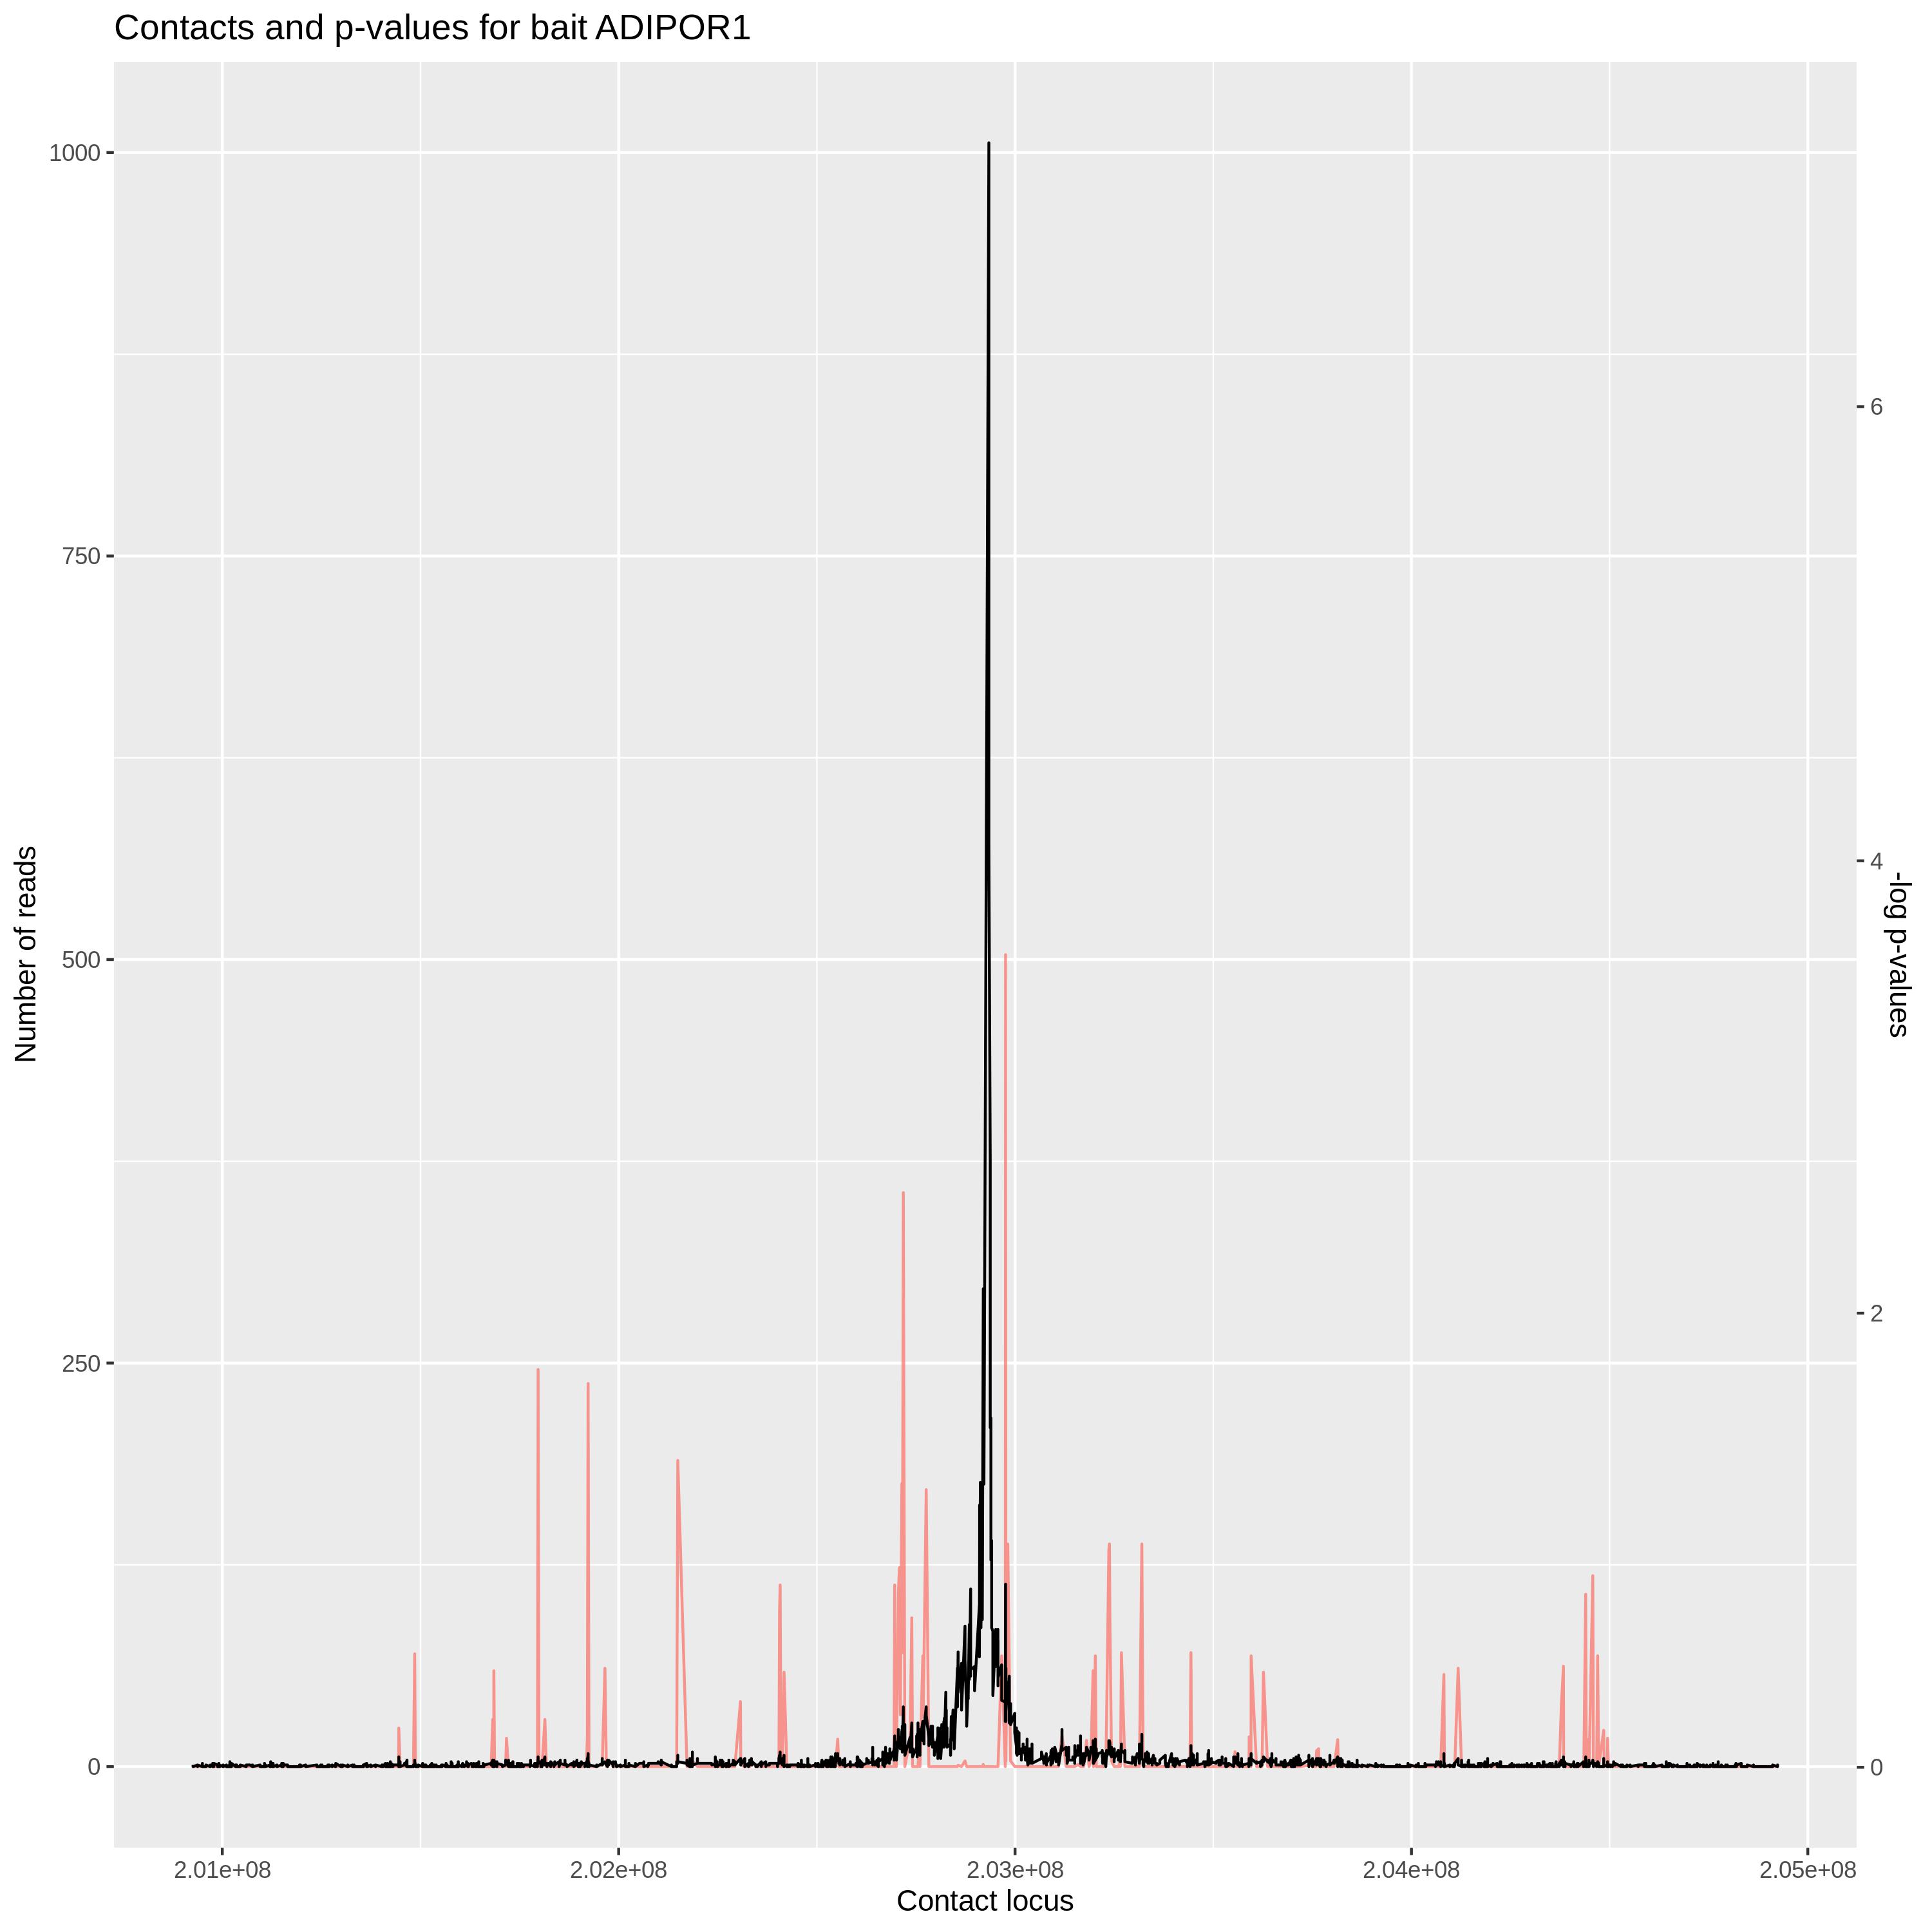 Contacts and p-values for bait ADIPOR1
1000
750
500
250
0
Number of reads
6
4
2
0
-log p-values
2.01e+08 2.02e+08 2.03e+08 2.04e+08 2.05e+08
Contact locus